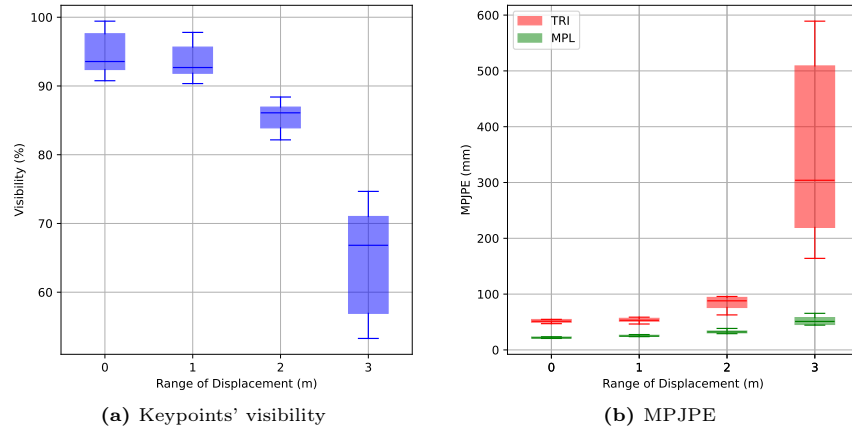 100
90
80
70
60
Visibility (%)
0 1 2 3
Range of Displacement (m)
(a) Keypoints' visibility
TRI
MPL
600
500
400
300
200
100
0
MPJPE (mm)
0 1 2 3
Range of Displacement (m)
(b) MPJPE